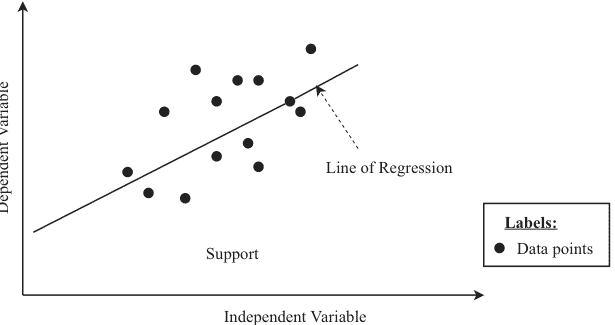 Dependent Variable
Line of Regression
Labels:
Data points
Support
Independent Variable